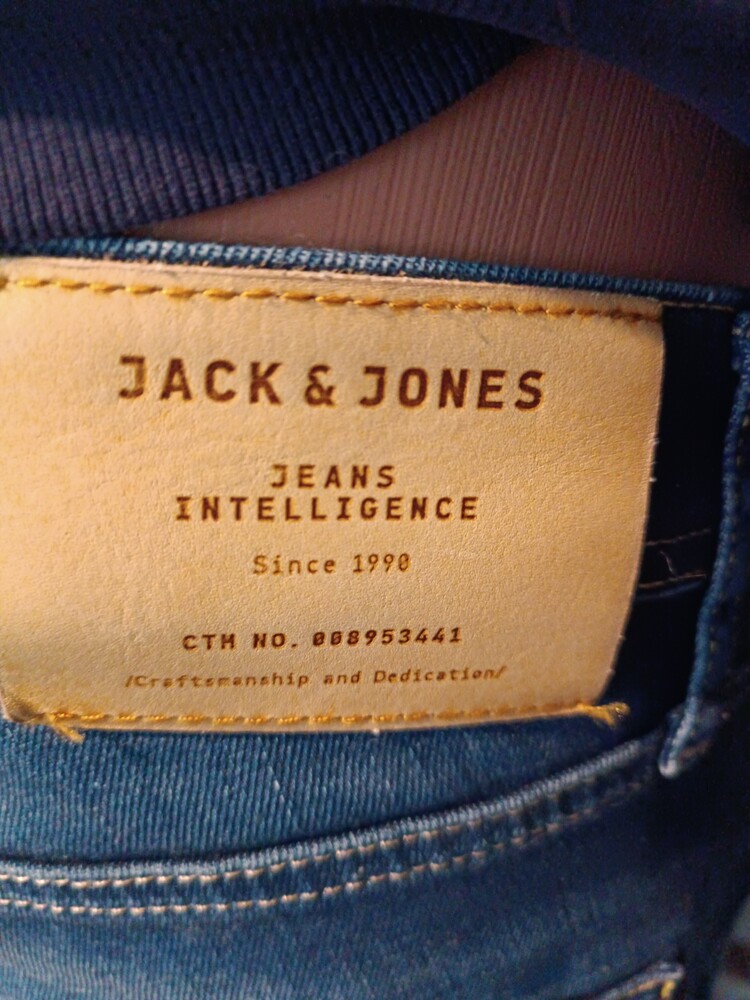 JACK & JONES
JEANS
INTELLIGENCE
Since 1990
CTM NO. 008953441
/Craftsmanship and Dedication/